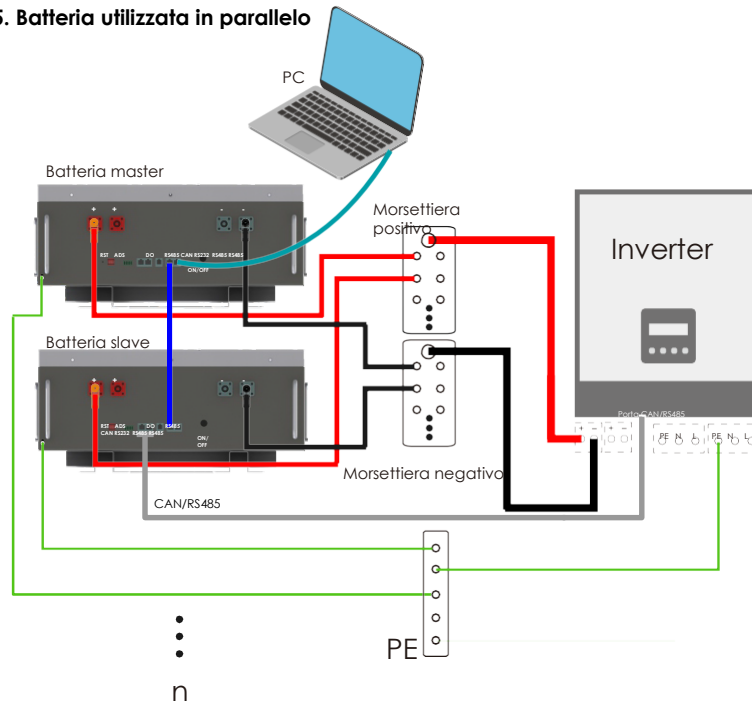 5. Batteria utilizzata in parallelo
PC
Batteria master
Morsettiera
positivo
Inverter
+ + - -
RST ADS DO RS485 CAN RS232 RS485 RS485
ON/OFF
Batteria slave
+ + - -
RST ADS DO RS485
CAN RS232 RS485 RS485
ON/
OFF
Porta CAN/RS485
+ - + -
PE N L PE N L
Morsettiera negativo
CAN/RS485
PE
n